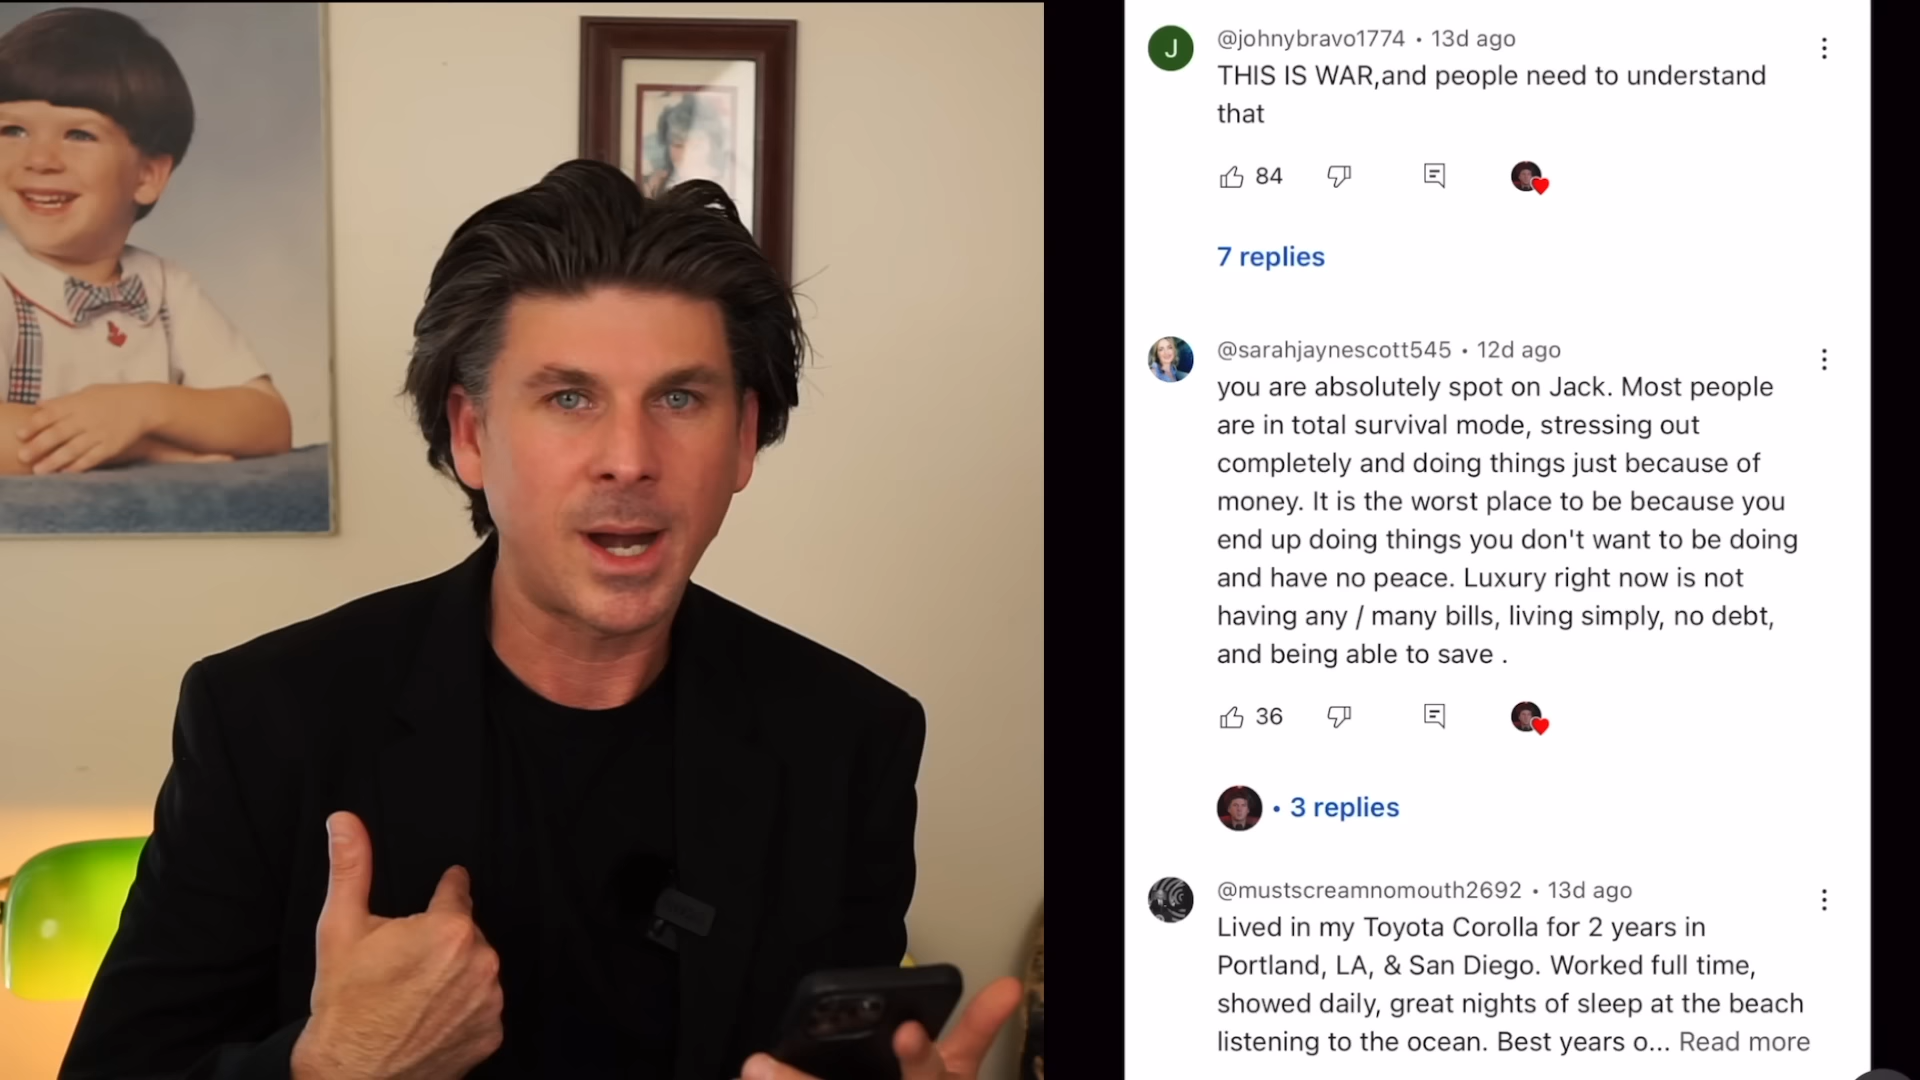 J
@johnybravo1774 • 13d ago
THIS IS WAR,and people need to understand
that
84
7 replies
@sarahjaynescott545 • 12d ago
you are absolutely spot on Jack. Most people
are in total survival mode, stressing out
completely and doing things just because of
money. It is the worst place to be because you
end up doing things you don't want to be doing
and have no peace. Luxury right now is not
having any / many bills, living simply, no debt,
and being able to save .
36
• 3 replies
@mustscreamnomouth2692 • 13d ago
Lived in my Toyota Corolla for 2 years in
Portland, LA, & San Diego. Worked full time,
showed daily, great nights of sleep at the beach
listening to the ocean. Best years o... Read more